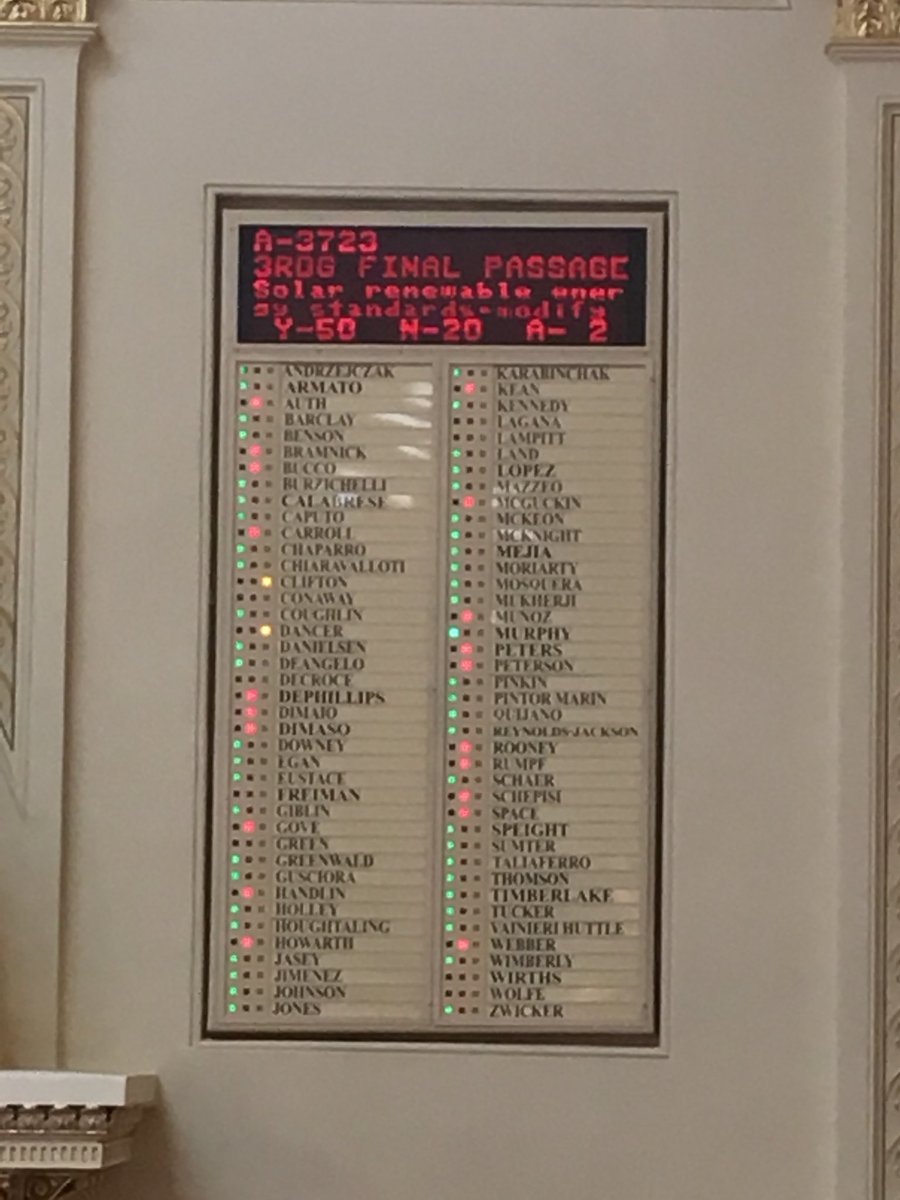 A-3723
3RDG FINAL PASSAGE
Solar renewable ener
gy standards-modify
Y-50 N-20 A- 2
ANDRZEJCZAK
ARMATO
AUTH
BARCLAY
BENSON
BRAMNICK
BUCCO
BURZICHELLI
CALABRESE
CAPUTO
CARROLL
CHAPARRO
CHIARAVALLOTI
CLIFTON
CONAWAY
COUGHLIN
DANCER
DANIELSEN
DEANGELO
DECROCE
DEPHILLIPS
DIMAIO
DIMASO
DOWNEY
EGAN
EUSTACE
FREIMAN
GIBLIN
GOVE
GREEN
GREENWALD
GUSCIORA
HANDLIN
HOLLEY
HOUGHTALING
HOWARTH
JASEY
JIMENEZ
JOHNSON
JONES
KARABINCHAK
KEAN
KENNEDY
LAGANA
LAMPITT
LAND
LOPEZ
MAZZEO
MCGUCKIN
MCKEON
MCKNIGHT
MEJIA
MORIARTY
MOSQUERA
MUKHERJI
MUNOZ
MURPHY
PETERS
PETERSON
PINKIN
PINTOR MARIN
QUIJANO
REYNOLDS-JACKSON
ROONEY
RUMPF
SCHAER
SCHEPISI
SPACE
SPEIGHT
SUMTER
TALIAFERRO
THOMSON
TIMBERLAKE
TUCKER
VAINIERI HUTTLE
WEBBER
WIMBERLY
WIRTHS
WOLFE
ZWICKER